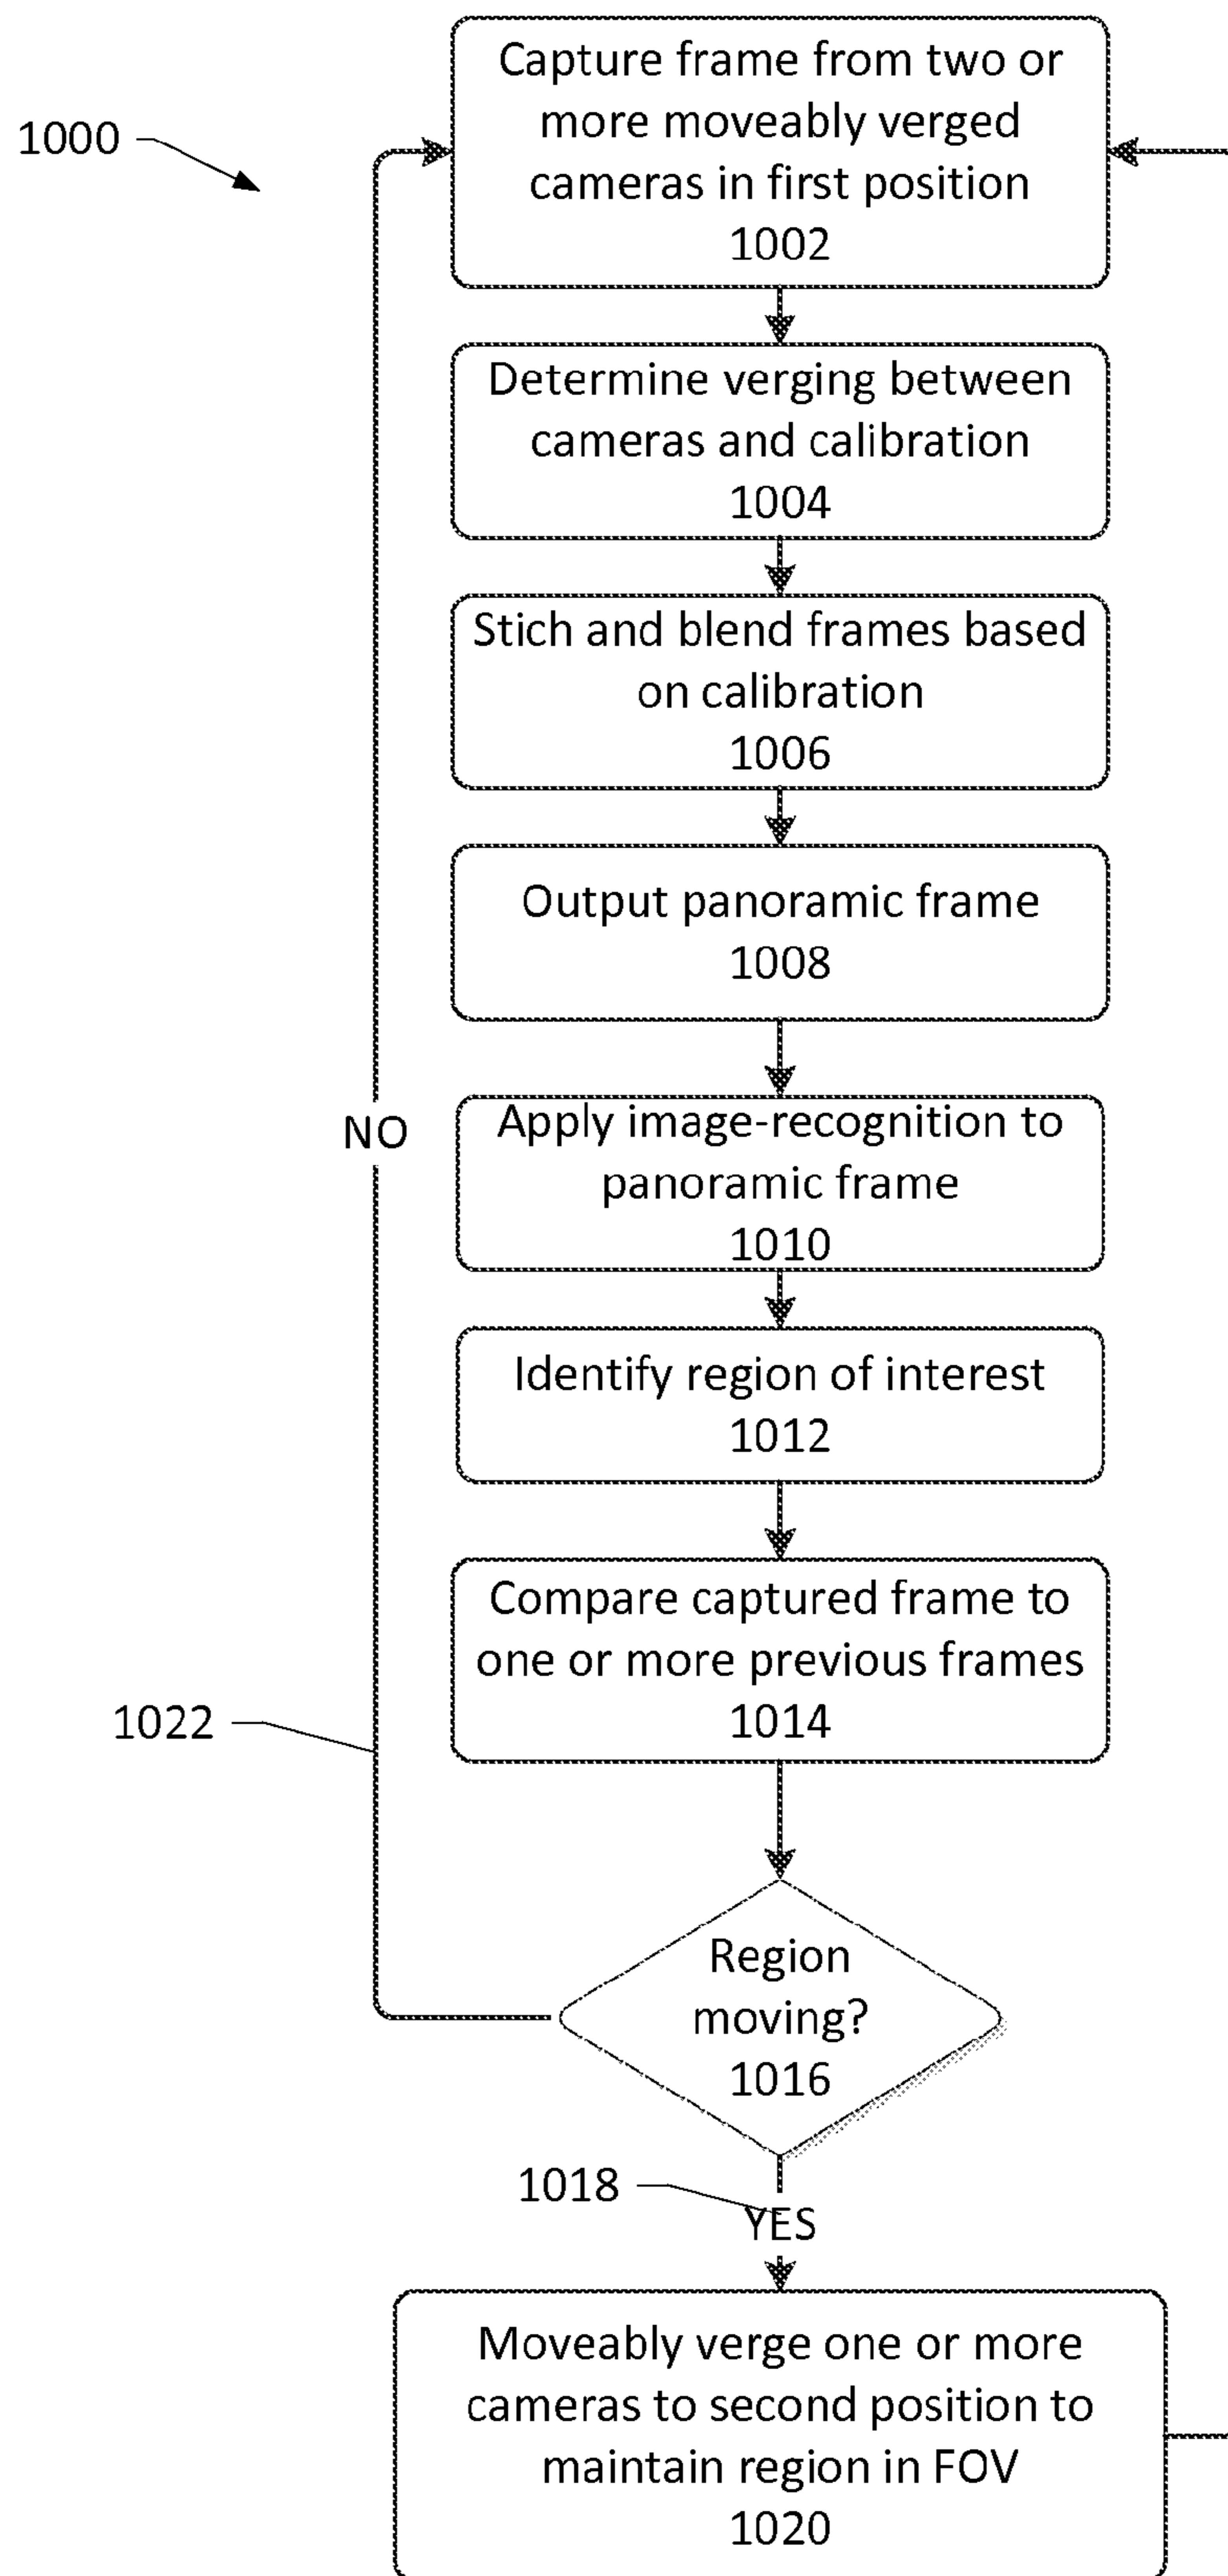 1000
Capture frame from two or
more moveably verged
cameras in first position
1002
Determine verging between
cameras and calibration
1004
Stich and blend frames based
on calibration
1006
Output panoramic frame
1008
NO
Apply image-recognition to
panoramic frame
1010
Identify region of interest
1012
Compare captured frame to
one or more previous frames
1014
1022
Region
moving?
1016
1018
YES
Moveably verge one or more
cameras to second position to
maintain region in FOV
1020